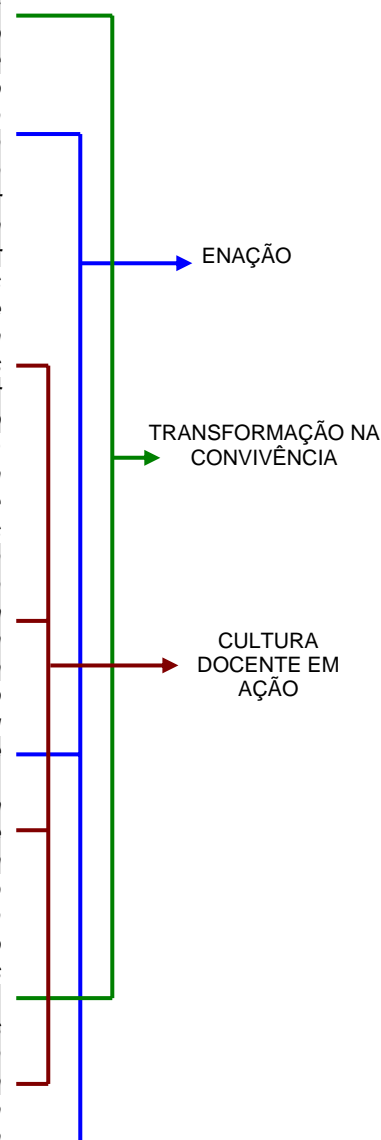 ENAÇÃO
TRANSFORMAÇÃO NA
CONVIVÊNCIA
CULTURA
DOCENTE EM
AÇÃO